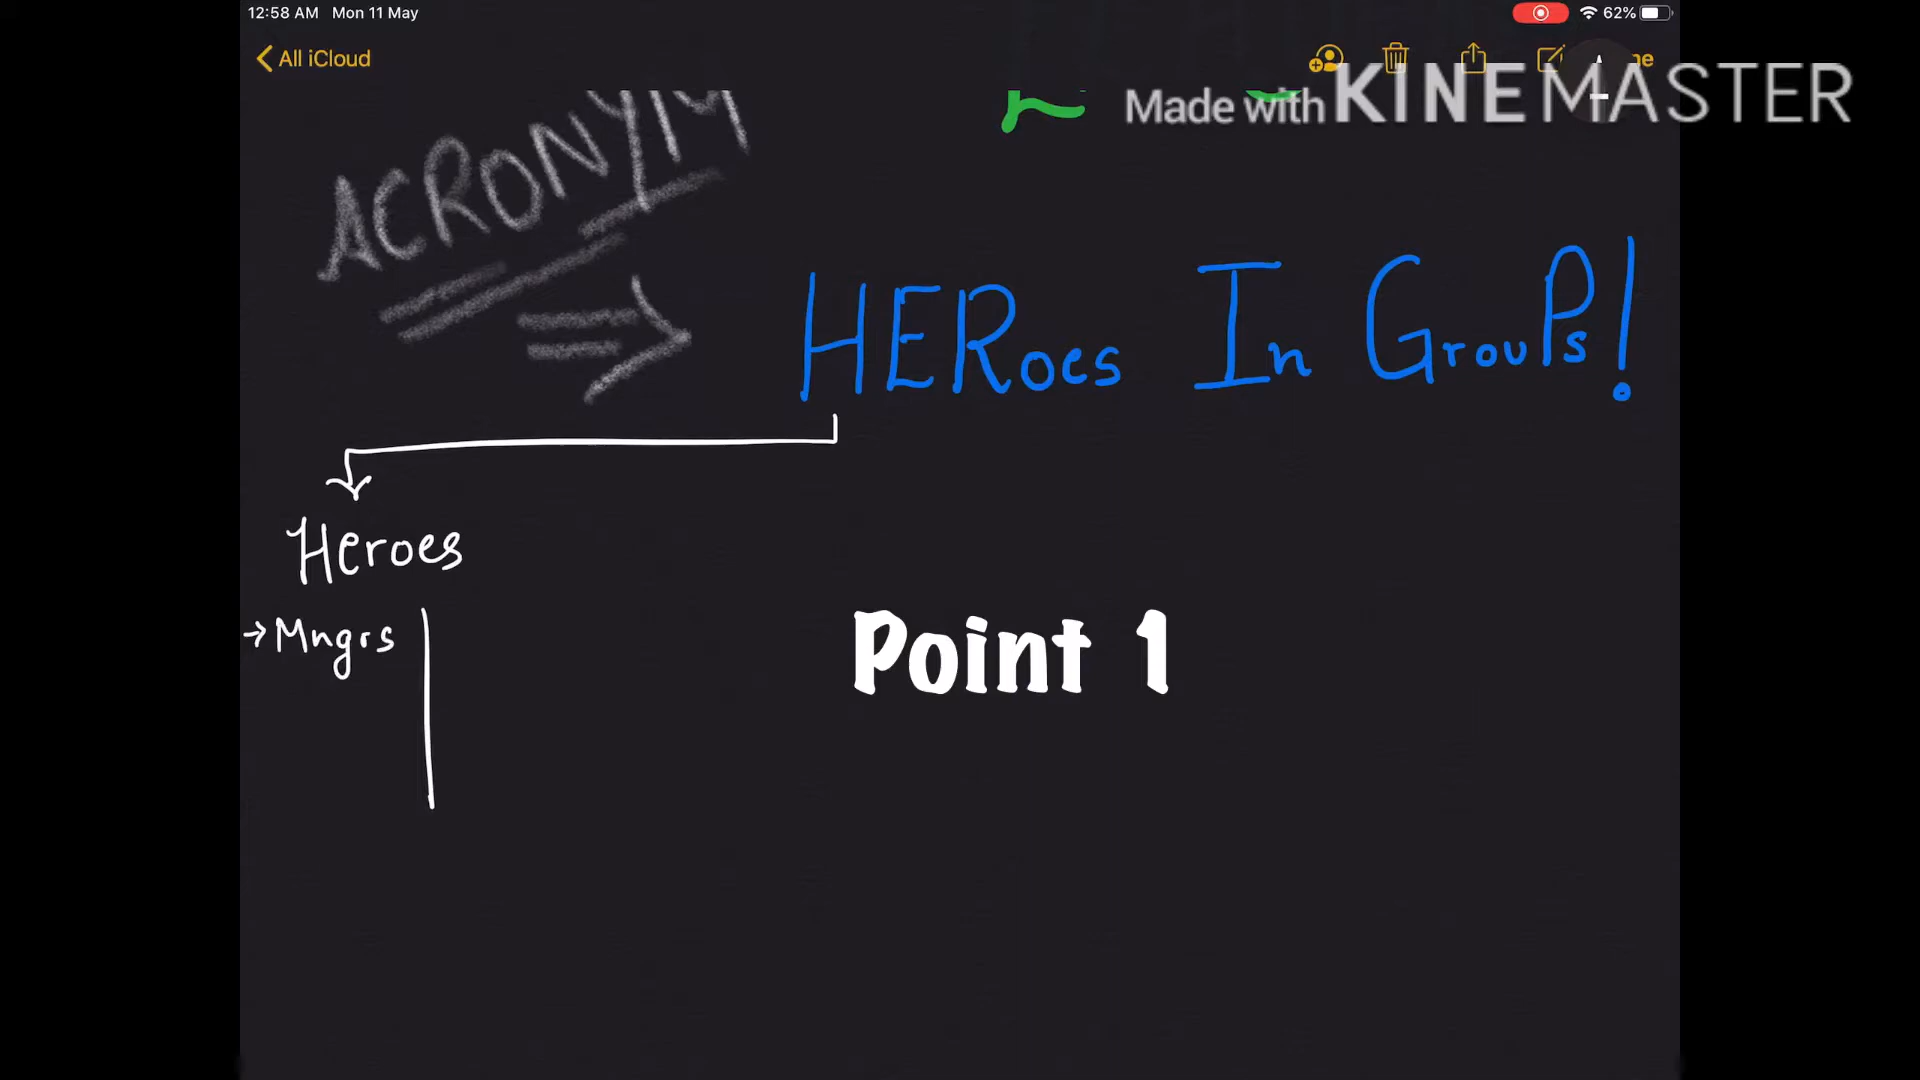 12:58 AM Mon 11 May 62%
All iCloud
Made with KINEMASTER
ACRONYM
HERoes In GrouPs!
Heroes
→Mngrs
Point 1